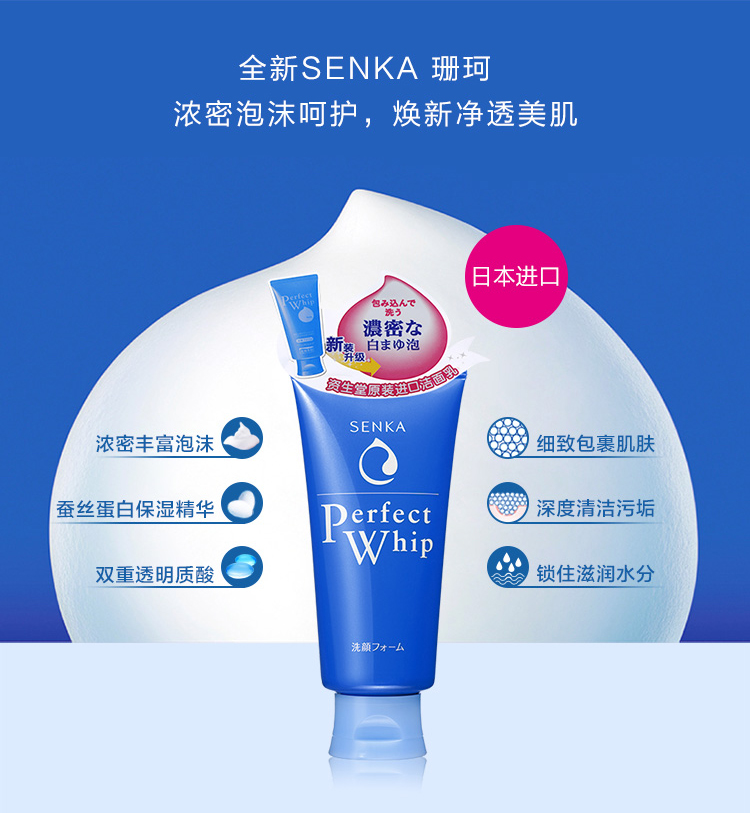 全新SENKA 珊珂
浓密泡沫呵护，焕新净透美肌
日本进口
Perfect
Whip
包み込んで
洗う
濃密な
白まゆ泡
新装
升级
资生堂原装进口洁面乳
SENKA
Perfect
Whip
洗顔フォーム
浓密丰富泡沫
蚕丝蛋白保湿精华
双重透明质酸
细致包裹肌肤
深度清洁污垢
锁住滋润水分